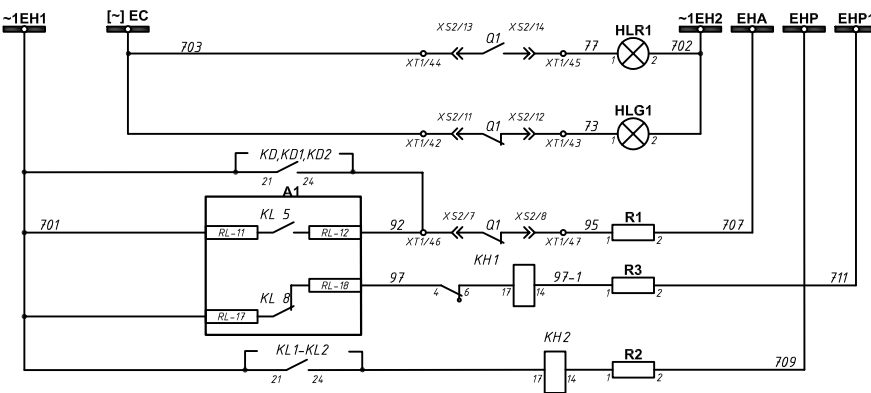 ~1EH1 [~] EC ~1EH2 EHA EHP EHP1
XS2/13 XS2/14 HLR1
703 Q1 77 702
XT1/44 XT1/45 1 2
XS2/11 XS2/12 HLG1
Q1 73
XT1/42 XT1/43 1 2
KD,KD1,KD2
21 24
A1
701 KL 5 92 XS2/7 Q1 XS2/8 95 R1 707
RL-11 RL-12 XT1/46 XT1/47 1 2
KH1
KL 8 RL-18 97 4 6 17 14 97-1 R3 1 2 711
RL-17
KL1-KL2 KH2
21 24 17 14 R2 1 2 709